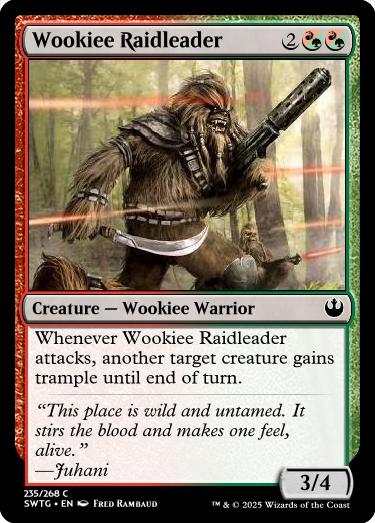 Wookiee Raidleader 2
Creature — Wookiee Warrior
Whenever Wookiee Raidleader
attacks, another target creature gains
trample until end of turn.
"This place is wild and untamed. It
stirs the blood and makes one feel,
alive."
—Juhani
3/4
235/268 C
SWTG • EN Fred Rambaud
™ & © 2025 Wizards of the Coast